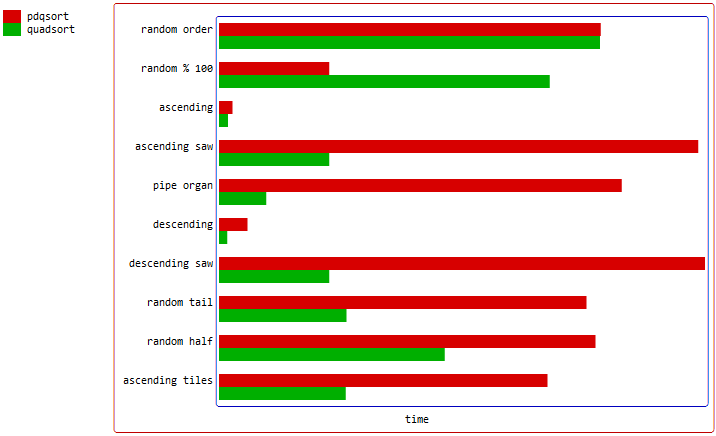 pdqsort
quadsort
random order
random % 100
ascending
ascending saw
pipe organ
descending
descending saw
random tail
random half
ascending tiles
time